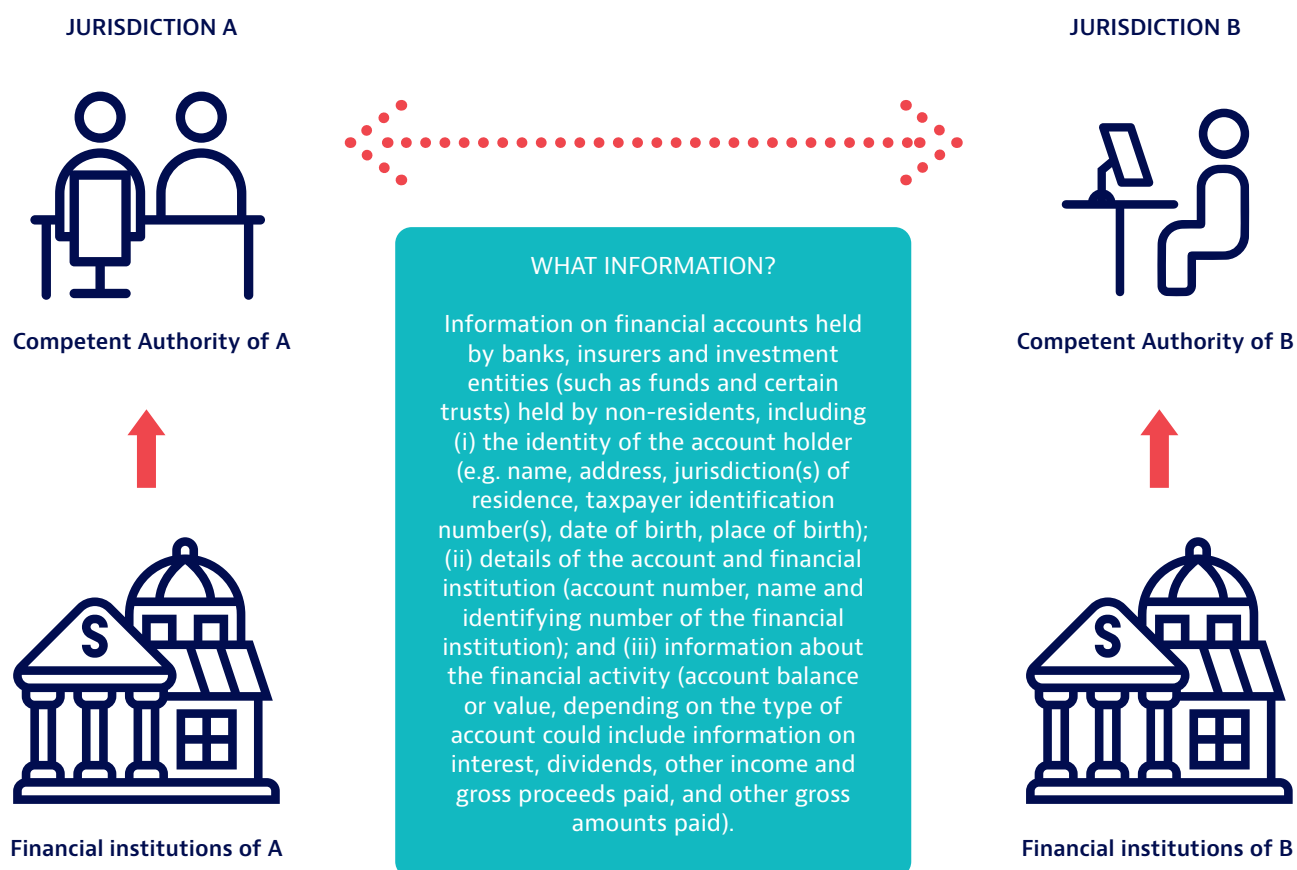 JURISDICTION A
JURISDICTION B
Competent Authority of A
Competent Authority of B
WHAT INFORMATION?
Information on financial accounts held
by banks, insurers and investment
entities (such as funds and certain
trusts) held by non-residents, including
(i) the identity of the account holder
(e.g. name, address, jurisdiction(s) of
residence, taxpayer identification
number(s), date of birth, place of birth);
(ii) details of the account and financial
institution (account number, name and
identifying number of the financial
institution); and (iii) information about
the financial activity (account balance
or value, depending on the type of
account could include information on
interest, dividends, other income and
gross proceeds paid, and other gross
amounts paid).
S
S
Financial institutions of A
Financial institutions of B